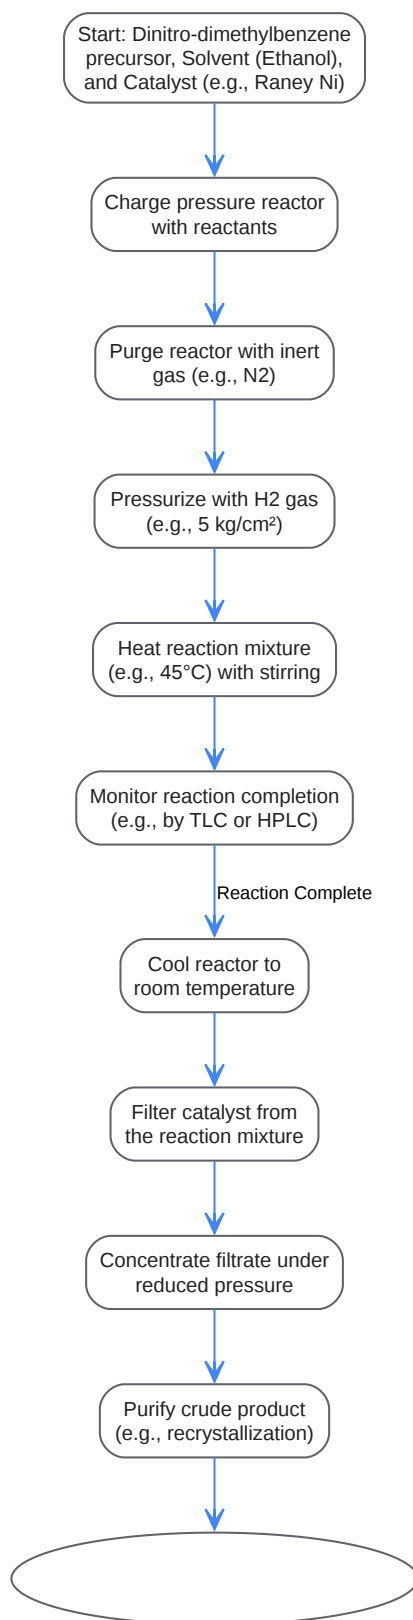 Start: Dinitro-dimethylbenzene
precursor, Solvent (Ethanol),
and Catalyst (e.g., Raney Ni)
Charge pressure reactor
with reactants
Purge reactor with inert
gas (e.g., N2)
Pressurize with H2 gas
(e.g., 5 kg/cm²)
Heat reaction mixture
(e.g., 45°C) with stirring
Monitor reaction completion
(e.g., by TLC or HPLC)
Reaction Complete
Cool reactor to
room temperature
Filter catalyst from
the reaction mixture
Concentrate filtrate under
reduced pressure
Purify crude product
(e.g., recrystallization)